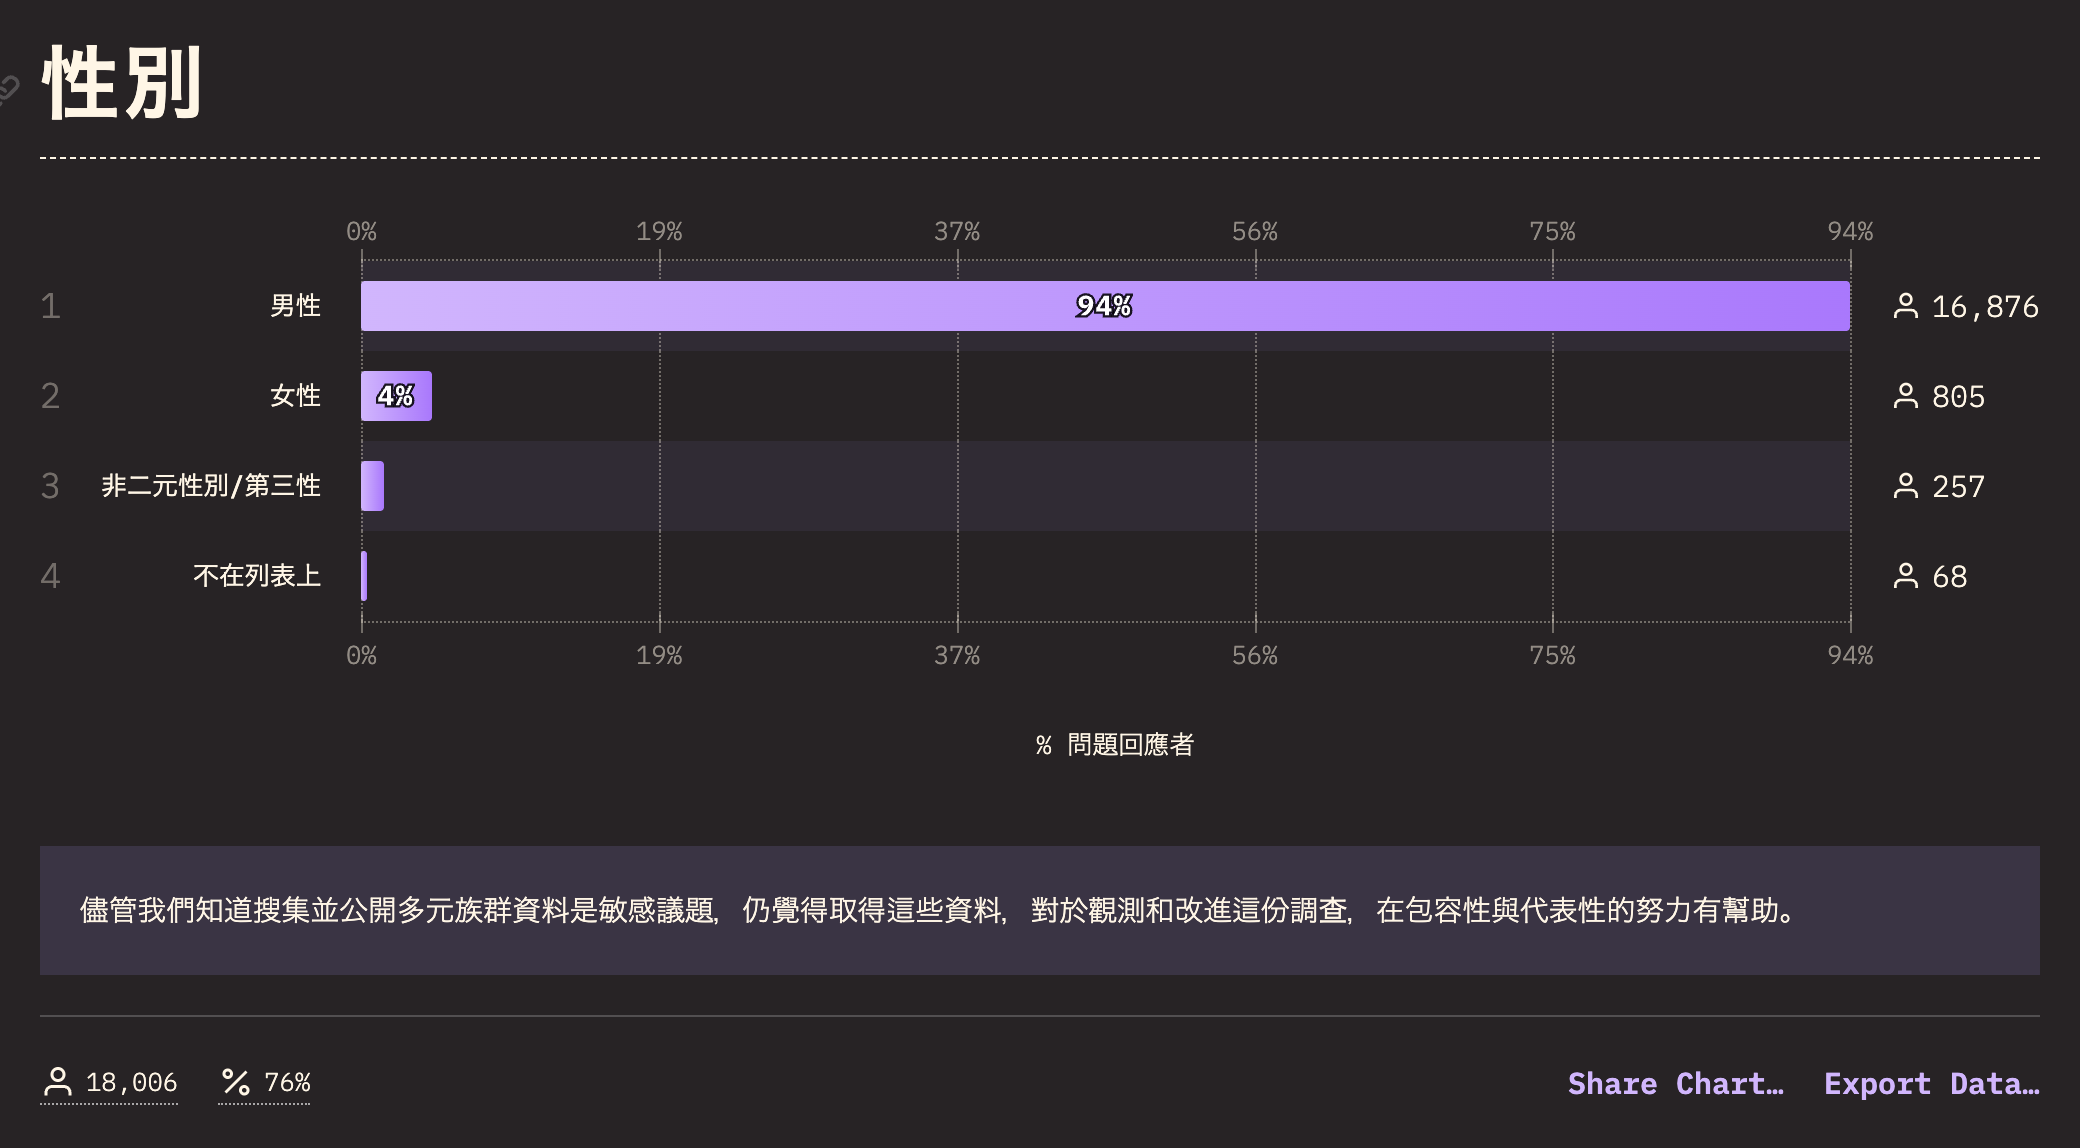 性別
0% 19% 37% 56% 75% 94%
1 男性 94% 16,876
2 女性 4% 805
3 非二元性別/第三性 257
4 不在列表上 68
0% 19% 37% 56% 75% 94%
% 問題回應者
儘管我們知道搜集並公開多元族群資料是敏感議題，仍覺得取得這些資料，對於觀測和改進這份調查，在包容性與代表性的努力有幫助。
18,006 % 76% Share Chart… Export Data…